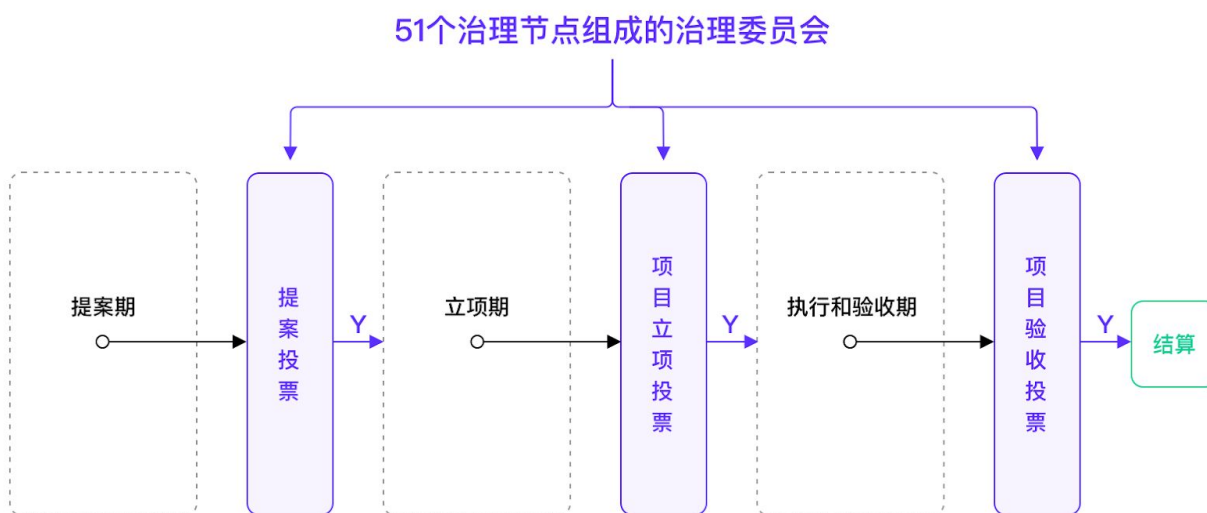 51个治理节点组成的治理委员会
提案期
提案投票
Y
立项期
项目立项投票
Y
执行和验收期
项目验收投票
Y
结算